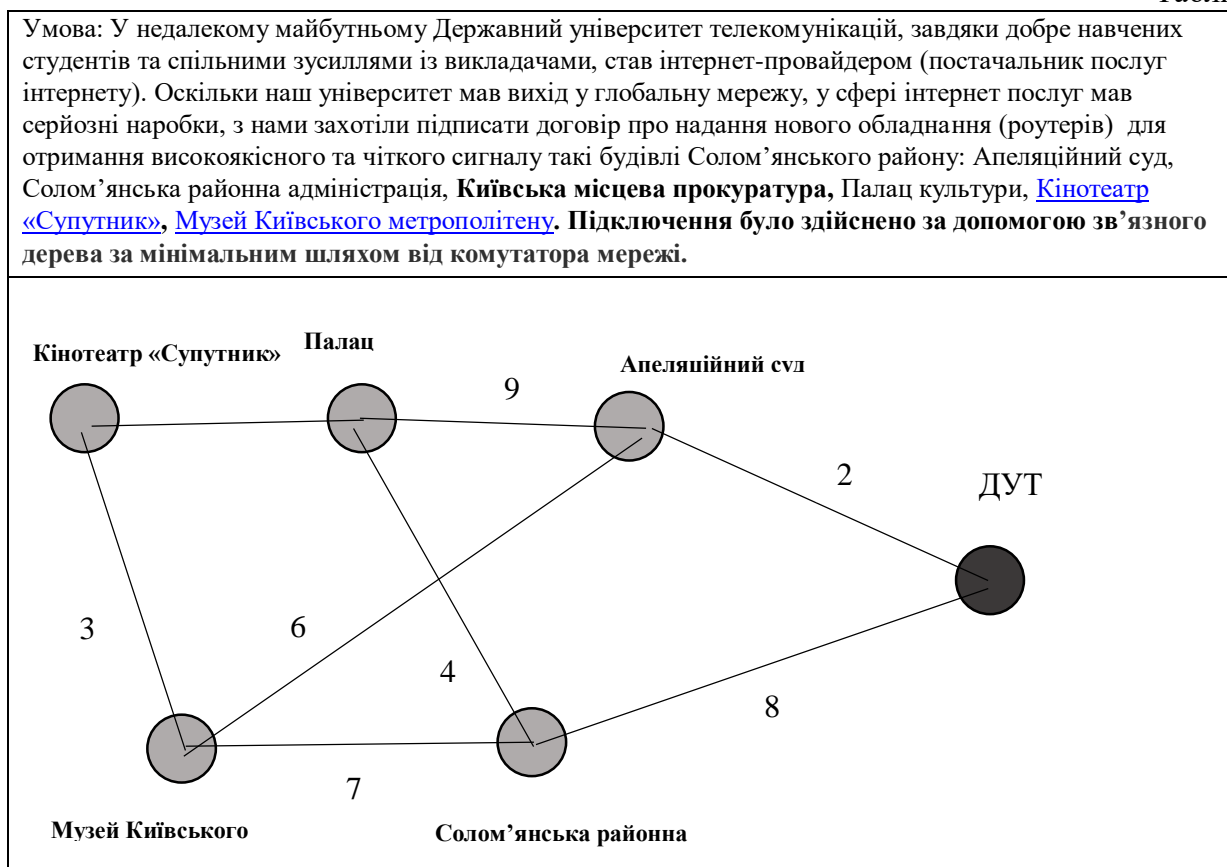 Умова: У недалекому майбутньому Державний університет телекомунікацій, завдяки добре навчених
студентів та спільними зусиллями із викладачами, став інтернет-провайдером (постачальник послуг
інтернету). Оскільки наш університет мав вихід у глобальну мережу, у сфері інтернет послуг мав
серйозні наробки, з нами захотіли підписати договір про надання нового обладнання (роутерів) для
отримання високоякісного та чіткого сигналу такі будівлі Солом’янського району: Апеляційний суд,
Солом’янська районна адміністрація, Київська місцева прокуратура, Палац культури, Кінотеатр
«Супутник», Музей Київського метрополітену. Підключення було здійснено за допомогою зв’язного
дерева за мінімальним шляхом від комутатора мережі.
Кінотеатр «Супутник»
Палац
Апеляційний суд
9
2
ДУТ
3
6
4
8
7
Музей Київського
Солом’янська районна